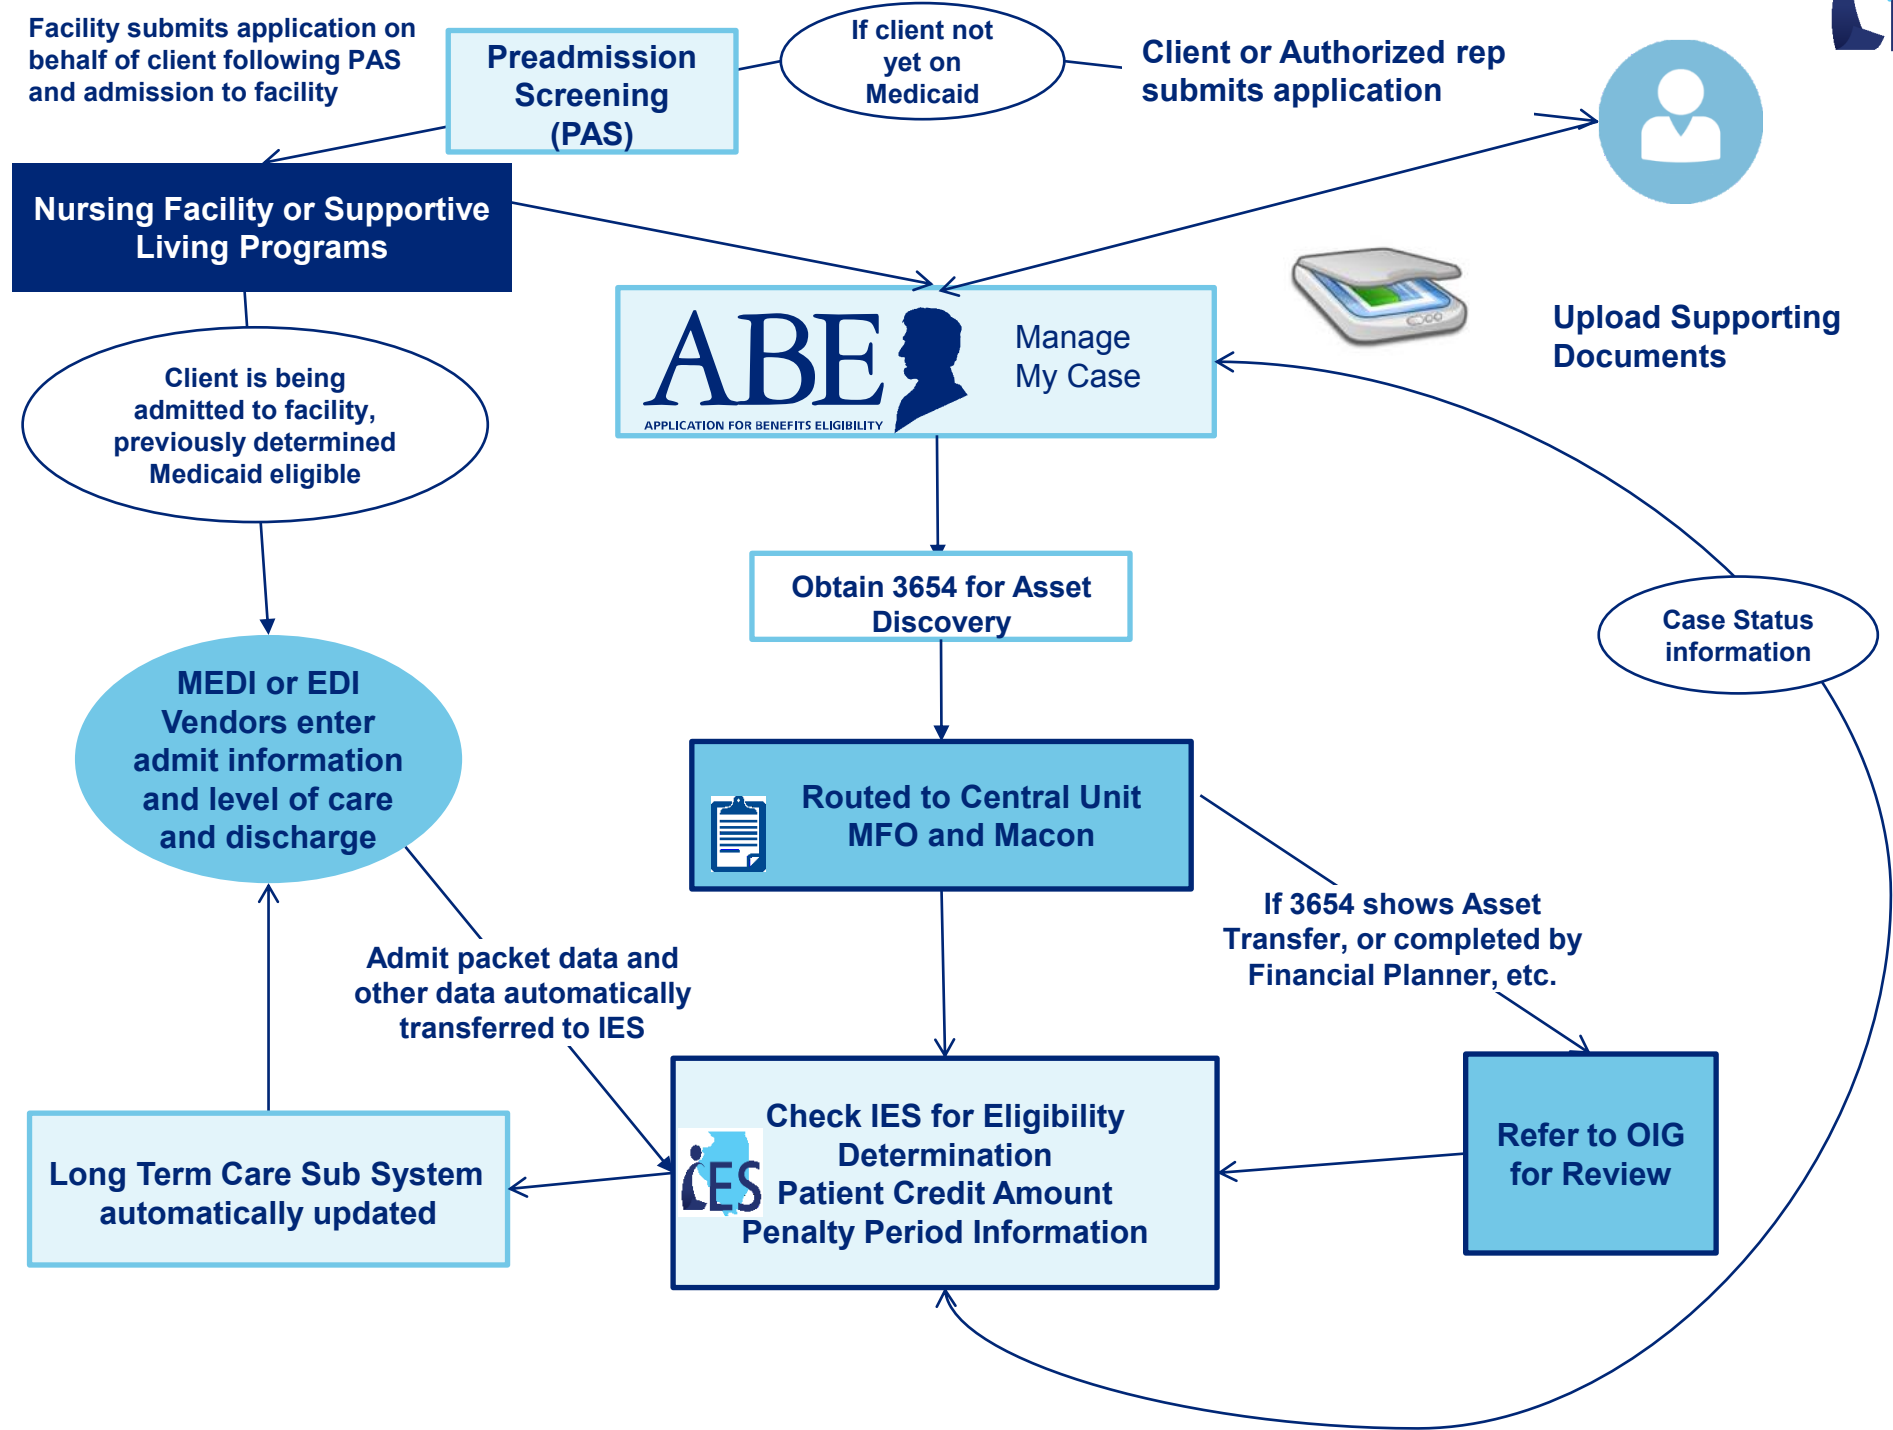 Facility submits application on
behalf of client following PAS
and admission to facility
Preadmission
Screening
(PAS)
If client not
yet on
Medicaid
Client or Authorized rep
submits application
Nursing Facility or Supportive
Living Programs
ABE
APPLICATION FOR BENEFITS ELIGIBILITY
Manage
My Case
Upload Supporting
Documents
Client is being
admitted to facility,
previously determined
Medicaid eligible
Obtain 3654 for Asset
Discovery
Case Status
information
MEDI or EDI
Vendors enter
admit information
and level of care
and discharge
Routed to Central Unit
MFO and Macon
If 3654 shows Asset
Transfer, or completed by
Financial Planner, etc.
Admit packet data and
other data automatically
transferred to IES
Long Term Care Sub System
automatically updated
iES
Check IES for Eligibility
Determination
Patient Credit Amount
Penalty Period Information
Refer to OIG
for Review